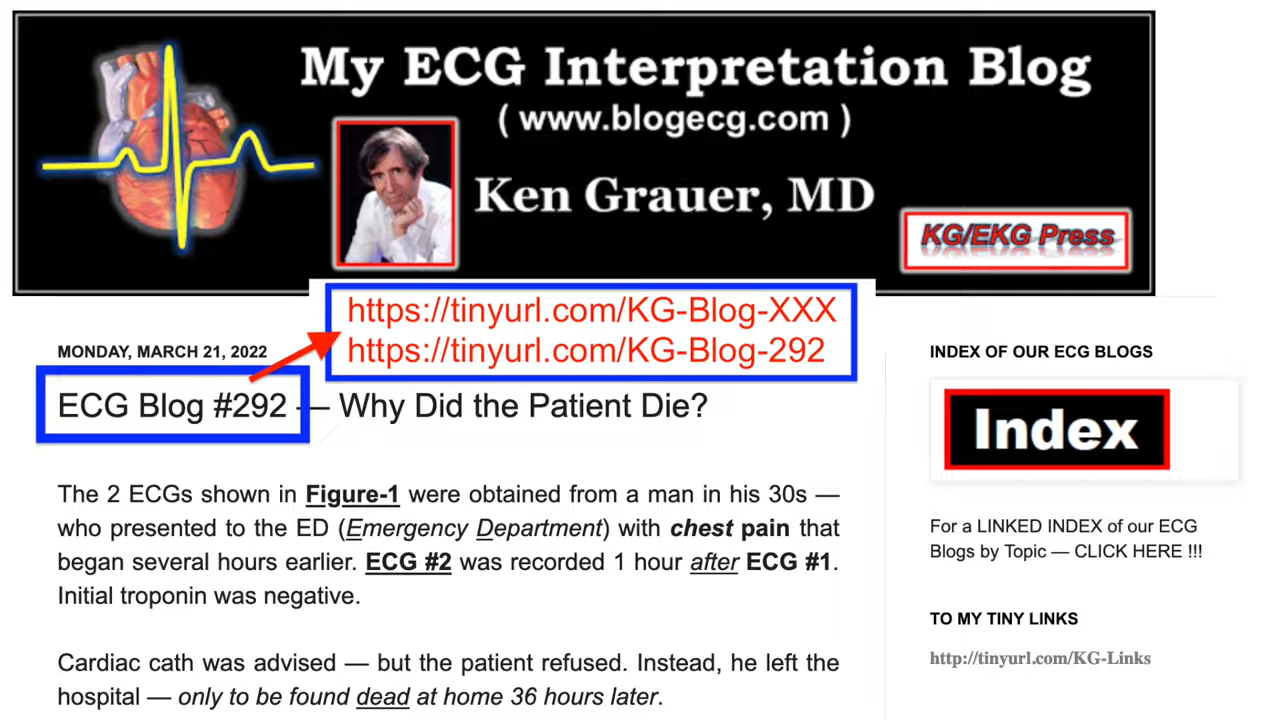 My ECG Interpretation Blog
( www.blogecg.com )
Ken Grauer, MD
KG/EKG Press
https://tinyurl.com/KG-Blog-XXX
https://tinyurl.com/KG-Blog-292
MONDAY, MARCH 21, 2022
ECG Blog #292 — Why Did the Patient Die?
The 2 ECGs shown in Figure-1 were obtained from a man in his 30s —
who presented to the ED (Emergency Department) with chest pain that
began several hours earlier. ECG #2 was recorded 1 hour after ECG #1.
Initial troponin was negative.
Cardiac cath was advised — but the patient refused. Instead, he left the
hospital — only to be found dead at home 36 hours later.
INDEX OF OUR ECG BLOGS
Index
For a LINKED INDEX of our ECG
Blogs by Topic — CLICK HERE !!!
TO MY TINY LINKS
http://tinyurl.com/KG-Links